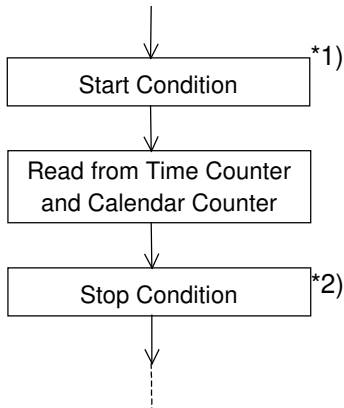 *1)
Start Condition
Read from Time Counter
and Calendar Counter
*2)
Stop Condition